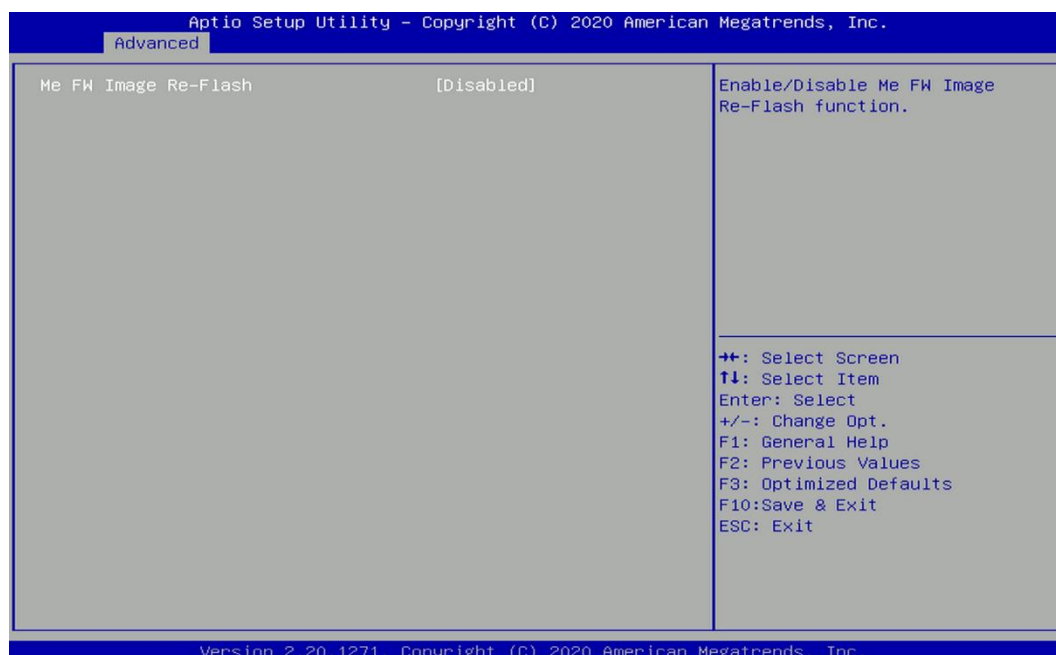 Aptio Setup Utility – Copyright (C) 2020 American Megatrends, Inc.
Advanced
Me FW Image Re-Flash [Disabled]
Enable/Disable Me FW Image
Re-Flash function.
→←: Select Screen
↑↓: Select Item
Enter: Select
+/-: Change Opt.
F1: General Help
F2: Previous Values
F3: Optimized Defaults
F10:Save & Exit
ESC: Exit
Version 2.20.1271. Copyright (C) 2020 American Megatrends, Inc.